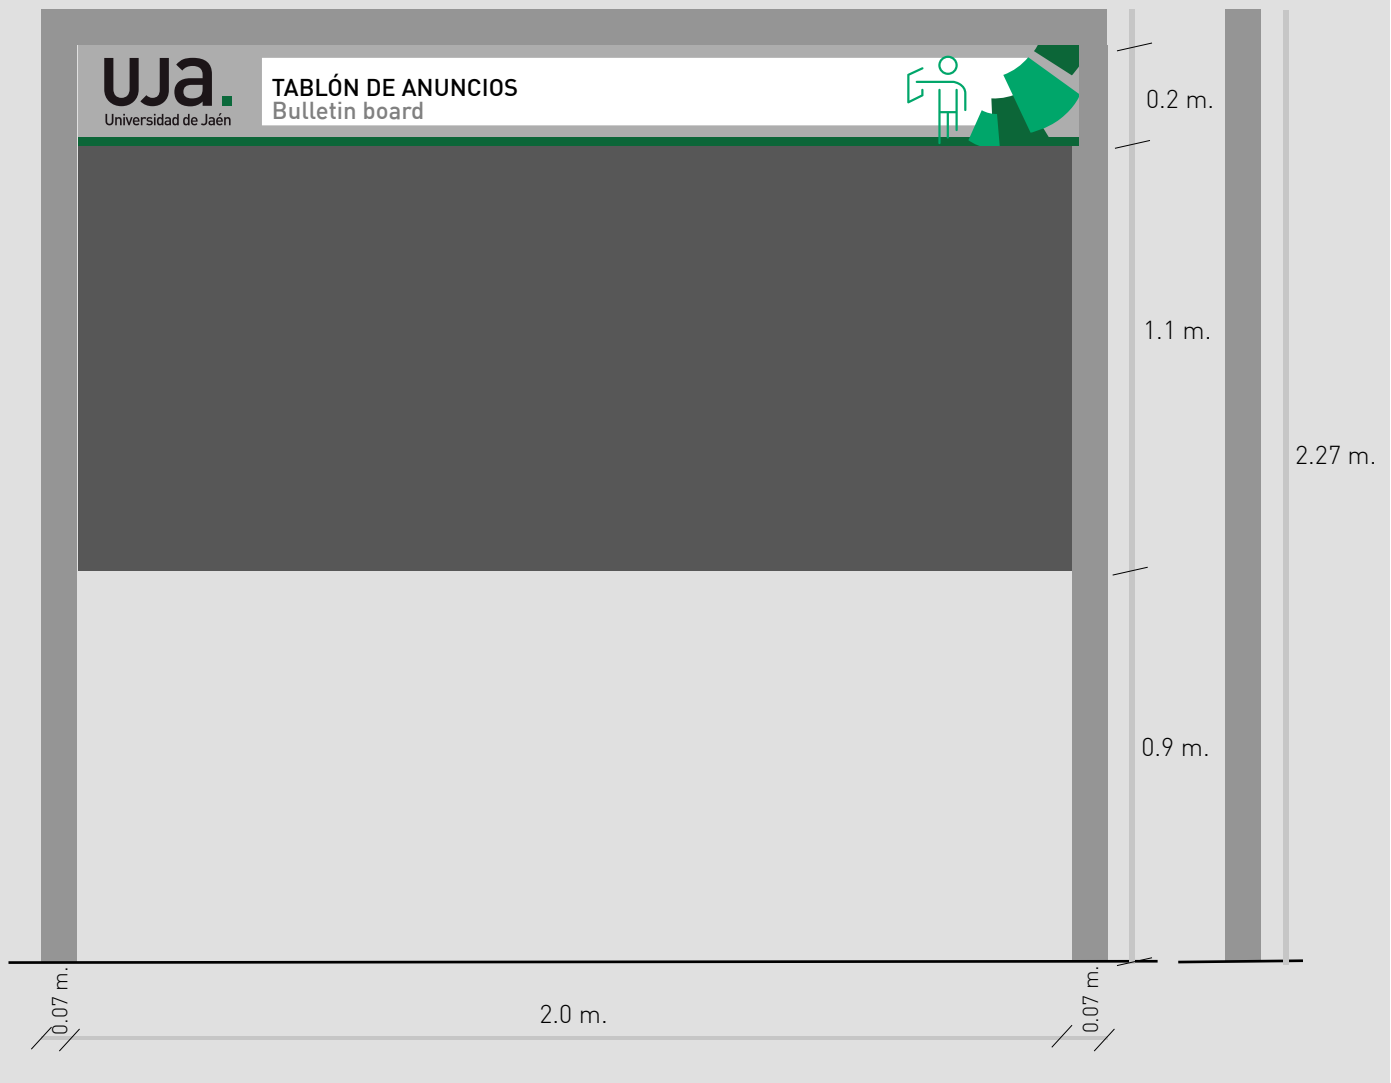 uja.
Universidad de Jaén
TABLÓN DE ANUNCIOS
Bulletin board
0.2 m.
1.1 m.
2.27 m.
0.9 m.
0.07 m.
2.0 m.
0.07 m.